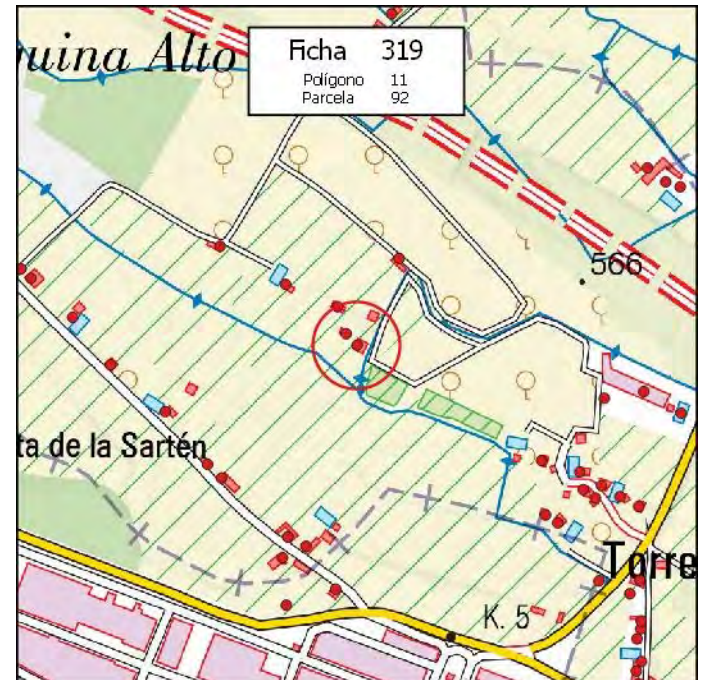 uina Alto
Ficha 319
Polígono 11
Parcela 92
566
ta de la Sartén
Torre
K. 5